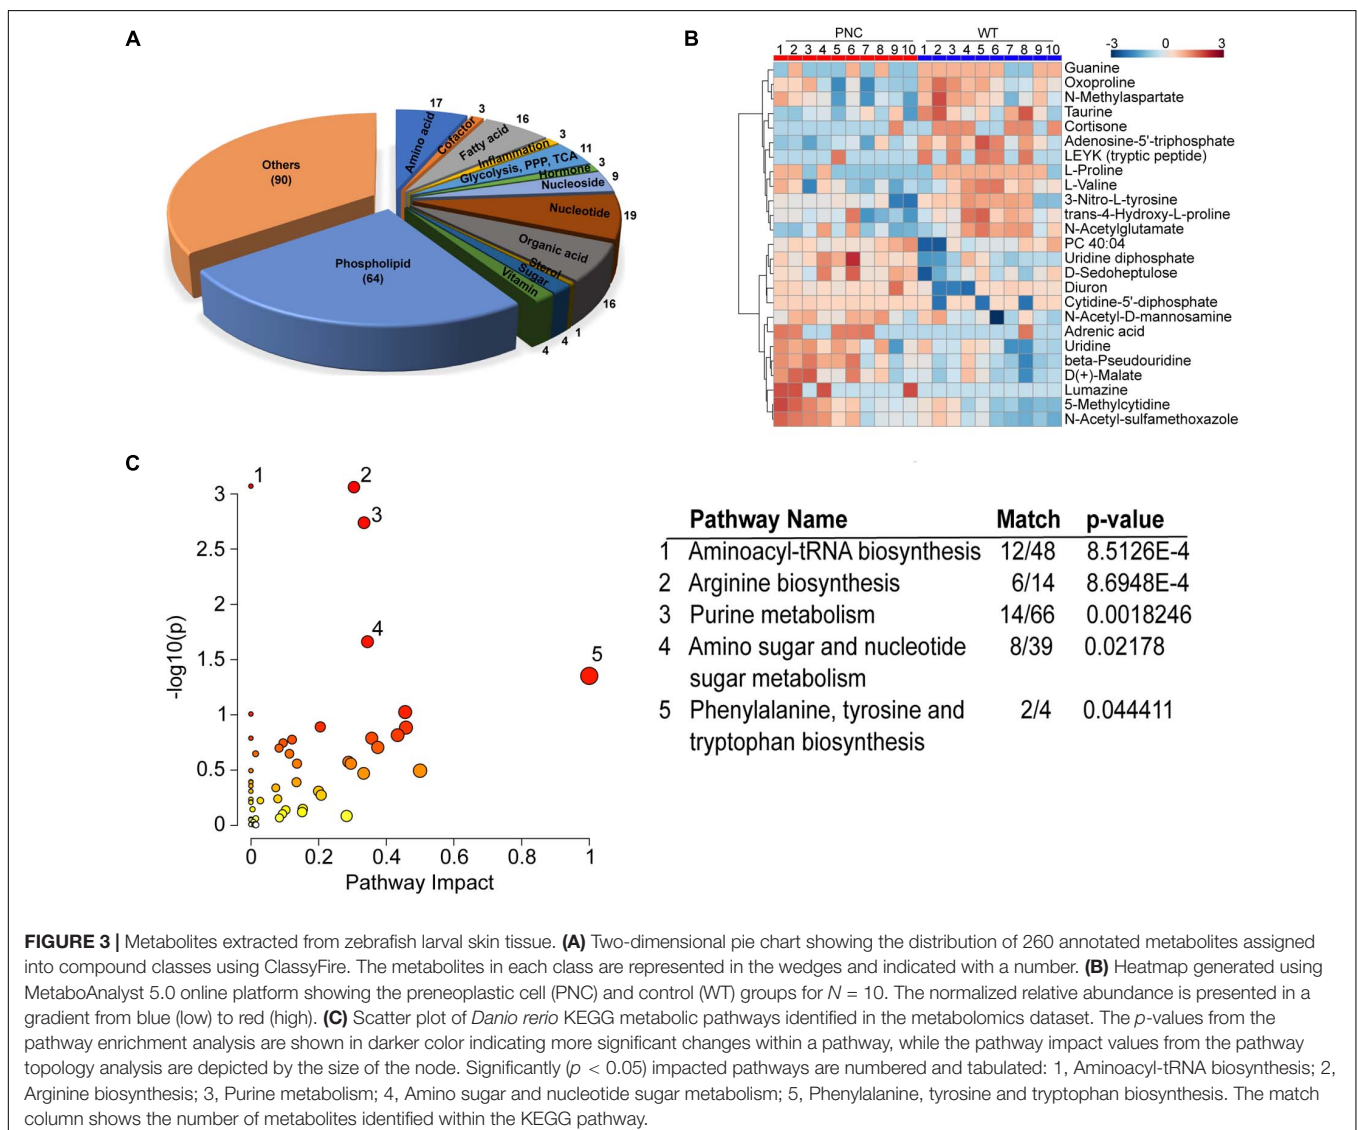 A
17
3
16
3
11
3
9
19
16
1
4
4
Amino acid
Cofactor
Fatty acid
Inflammation
Glycolysis, PPP, TCA
Hormone
Nucleoside
Nucleotide
Organic acid
Sterol
Sugar
Vitamin
Others
(90)
Phospholipid
(64)
B
PNC WT
1 2 3 4 5 6 7 8 9 10 1 2 3 4 5 6 7 8 9 10
-3 0 3
Guanine
Oxoproline
N-Methylaspartate
Taurine
Cortisone
Adenosine-5'-triphosphate
LEYK (tryptic peptide)
L-Proline
L-Valine
3-Nitro-L-tyrosine
trans-4-Hydroxy-L-proline
N-Acetylglutamate
PC 40:04
Uridine diphosphate
D-Sedoheptulose
Diuron
Cytidine-5'-diphosphate
N-Acetyl-D-mannosamine
Adrenic acid
Uridine
beta-Pseudouridine
D(+)-Malate
Lumazine
5-Methylcytidine
N-Acetyl-sulfamethoxazole
C
-log10(p)
3
2.5
2
1.5
1
0.5
0
1
2
3
4
5
0 0.2 0.4 0.6 0.8 1
Pathway Impact
Pathway Name Match p-value
1 Aminoacyl-tRNA biosynthesis 12/48 8.5126E-4
2 Arginine biosynthesis 6/14 8.6948E-4
3 Purine metabolism 14/66 0.0018246
4 Amino sugar and nucleotide 8/39 0.02178
sugar metabolism
5 Phenylalanine, tyrosine and 2/4 0.044411
tryptophan biosynthesis
FIGURE 3 | Metabolites extracted from zebrafish larval skin tissue. (A) Two-dimensional pie chart showing the distribution of 260 annotated metabolites assigned
into compound classes using ClassyFire. The metabolites in each class are represented in the wedges and indicated with a number. (B) Heatmap generated using
MetaboAnalyst 5.0 online platform showing the preneoplastic cell (PNC) and control (WT) groups for N = 10. The normalized relative abundance is presented in a
gradient from blue (low) to red (high). (C) Scatter plot of Danio rerio KEGG metabolic pathways identified in the metabolomics dataset. The p-values from the
pathway enrichment analysis are shown in darker color indicating more significant changes within a pathway, while the pathway impact values from the pathway
topology analysis are depicted by the size of the node. Significantly (p < 0.05) impacted pathways are numbered and tabulated: 1, Aminoacyl-tRNA biosynthesis; 2,
Arginine biosynthesis; 3, Purine metabolism; 4, Amino sugar and nucleotide sugar metabolism; 5, Phenylalanine, tyrosine and tryptophan biosynthesis. The match
column shows the number of metabolites identified within the KEGG pathway.